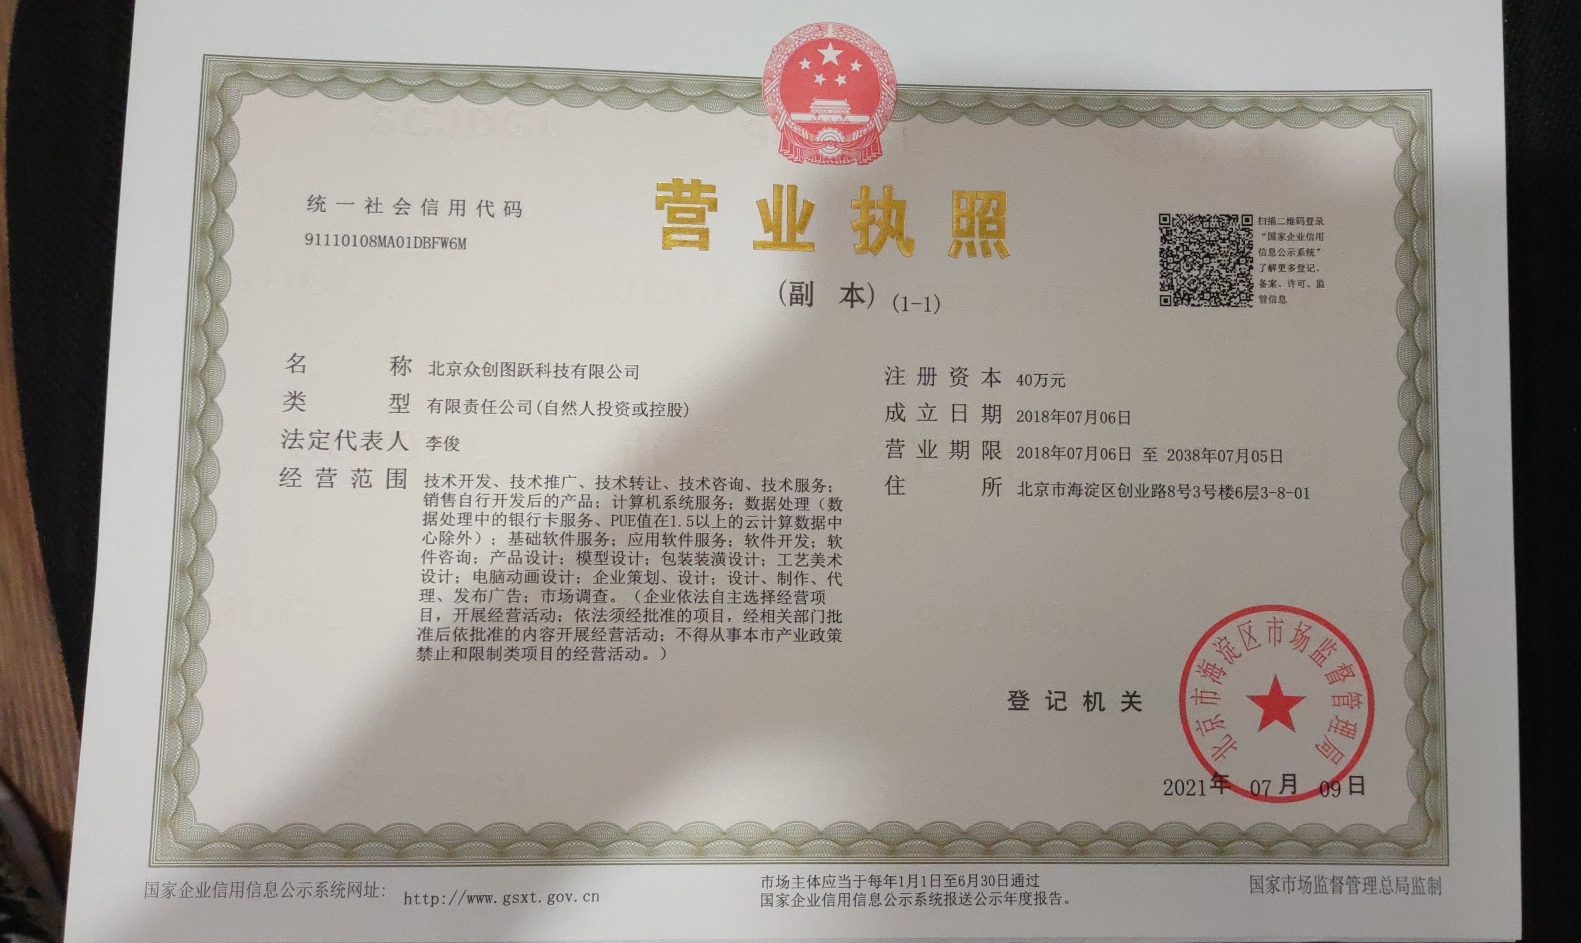 营业执照
(副 本) (1-1)
统一社会信用代码
91110108MA01DBFW6M
扫描二维码登录
“国家企业信用
信息公示系统”
了解更多登记、
备案、许可、监
管信息
名 称 北京众创图跃科技有限公司
类 型 有限责任公司(自然人投资或控股)
法定代表人 李俊
经营范围 技术开发、技术推广、技术转让、技术咨询、技术服务；
销售自行开发后的产品；计算机系统服务；数据处理（数
据处理中的银行卡服务、PUE值在1.5以上的云计算数据中
心除外）；基础软件服务；应用软件服务；软件开发；软
件咨询；产品设计；模型设计；包装装潢设计；工艺美术
设计；电脑动画设计；企业策划、设计；设计、制作、代
理、发布广告；市场调查。（企业依法自主选择经营项
目，开展经营活动；依法须经批准的项目，经相关部门批
准后依批准的内容开展经营活动；不得从事本市产业政策
禁止和限制类项目的经营活动。）
注册资本 40万元
成立日期 2018年07月06日
营业期限 2018年07月06日 至 2038年07月05日
住 所 北京市海淀区创业路8号3号楼6层3-8-01
登记机关
北京市海淀区市场监督管理局
2021年 07月 09日
国家企业信用信息公示系统网址: http://www.gsxt.gov.cn
市场主体应当于每年1月1日至6月30日通过
国家企业信用信息公示系统报送公示年度报告。
国家市场监督管理总局监制